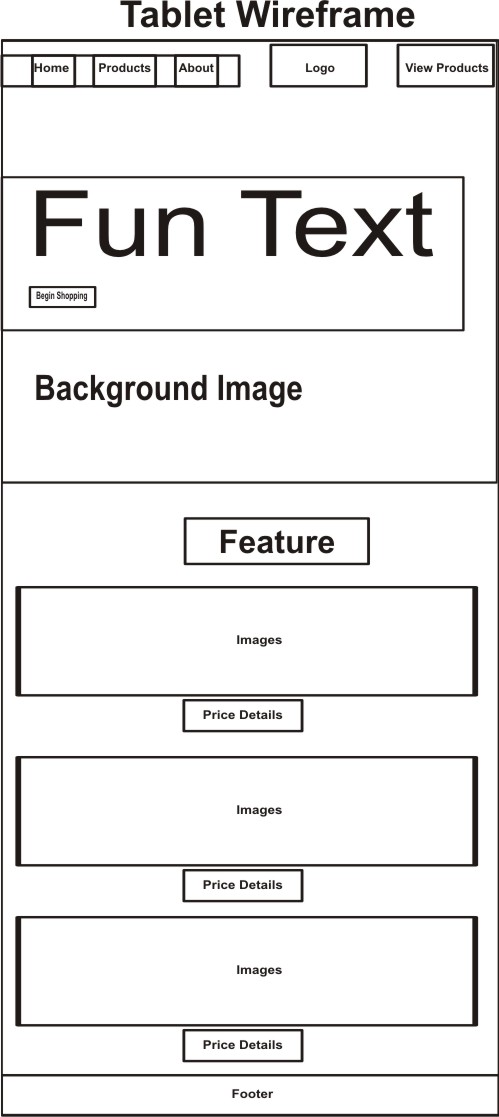 Tablet Wireframe
Home Products About Logo View Products
Fun Text
Begin Shopping
Background Image
Feature
Images
Price Details
Images
Price Details
Images
Price Details
Footer